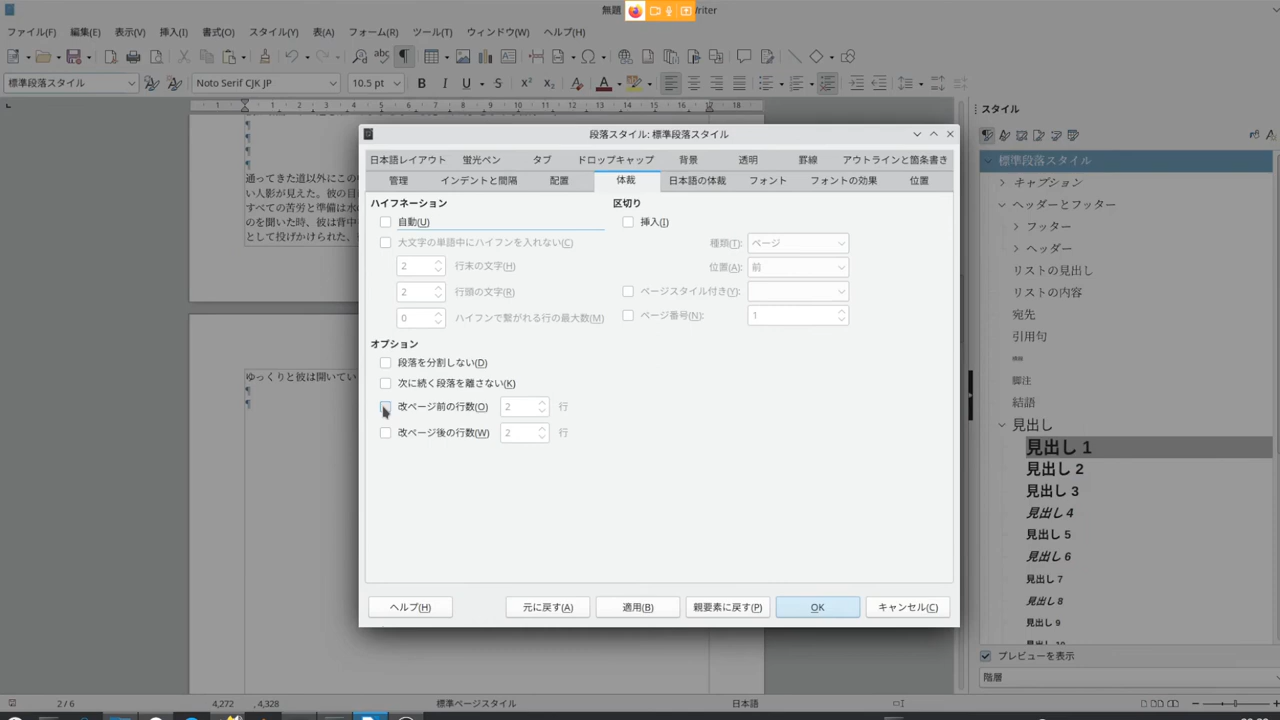 無題
Writer
ファイル(F) 編集(E) 表示(V) 挿入(I) 書式(O) スタイル(Y) 表(A) フォーム(R) ツール(T) ウィンドウ(W) ヘルプ(H)
標準段落スタイル Noto Serif CJK JP 10.5 pt
1 1 2 3 4 5 6 7 8 9 10 11 12 13 14 15 16 17 18
スタイル
段落スタイル: 標準段落スタイル
日本語レイアウト 蛍光ペン タブ ドロップキャップ 背景 透明 罫線 アウトラインと箇条書き
管理 インデントと間隔 配置 体裁 日本語の体裁 フォント フォントの効果 位置
ハイフネーション
自動(U)
大文字の単語中にハイフンを入れない(C)
2 行末の文字(H)
2 行頭の文字(R)
0 ハイフンで繋がれる行の最大数(M)
区切り
挿入(I)
種類(T): ページ
位置(A): 前
ページスタイル付き(Y):
ページ番号(N): 1
オプション
段落を分割しない(D)
次に続く段落を離さない(K)
改ページ前の行数(O) 2 行
改ページ後の行数(W) 2 行
ヘルプ(H) 元に戻す(A) 適用(B) 親要素に戻す(P) OK キャンセル(C)
通ってきた道以外にこの
い人影が見えた。彼の目
すべての苦労と準備は水
のを聞いた時、彼は背中
として投げかけられた、
ゆっくりと彼は開いてい
標準段落スタイル
キャプション
ヘッダーとフッター
フッター
ヘッダー
リストの見出し
リストの内容
宛先
引用句
脚注
結語
見出し
見出し 1
見出し 2
見出し 3
見出し 4
見出し 5
見出し 6
見出し 7
見出し 8
見出し 9
見出し 10
プレビューを表示
階層
2 / 6 4,272 , 4,328 標準ページスタイル 日本語